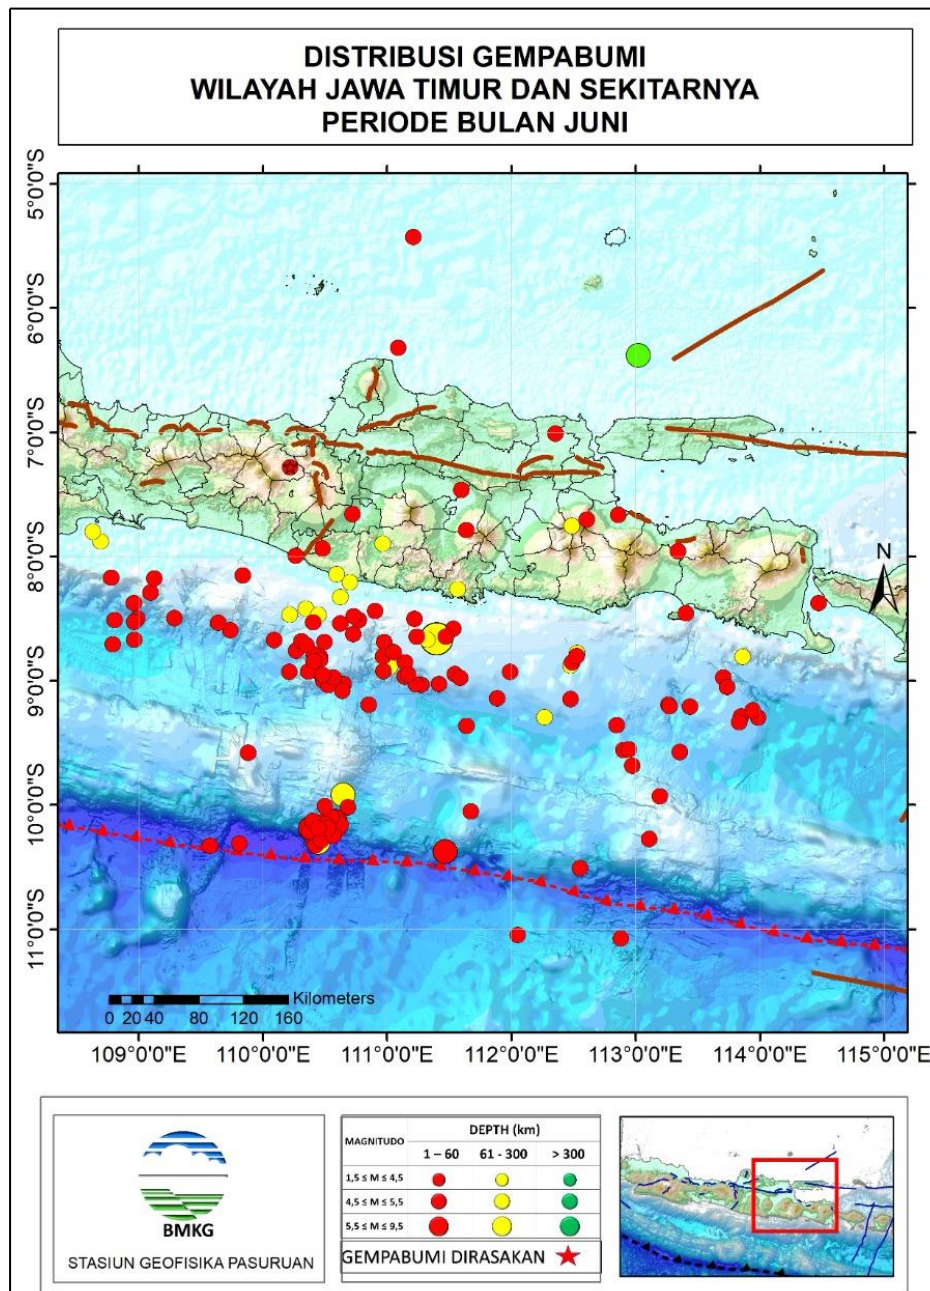 DISTRIBUSI GEMPABUMI
WILAYAH JAWA TIMUR DAN SEKITARNYA
PERIODE BULAN JUNI
5°0'0"S
6°0'0"S
7°0'0"S
8°0'0"S
9°0'0"S
10°0'0"S
11°0'0"S
N
Kilometers
0 20 40 80 120 160
109°0'0"E 110°0'0"E 111°0'0"E 112°0'0"E 113°0'0"E 114°0'0"E 115°0'0"E
BMKG
STASIUN GEOFISIKA PASURUAN
MAGNITUDO
DEPTH (km)
1 – 60 61 - 300 > 300
1,5 ≤ M ≤ 4,5
4,5 ≤ M ≤ 5,5
5,5 ≤ M ≤ 9,5
GEMPABUMI DIRASAKAN